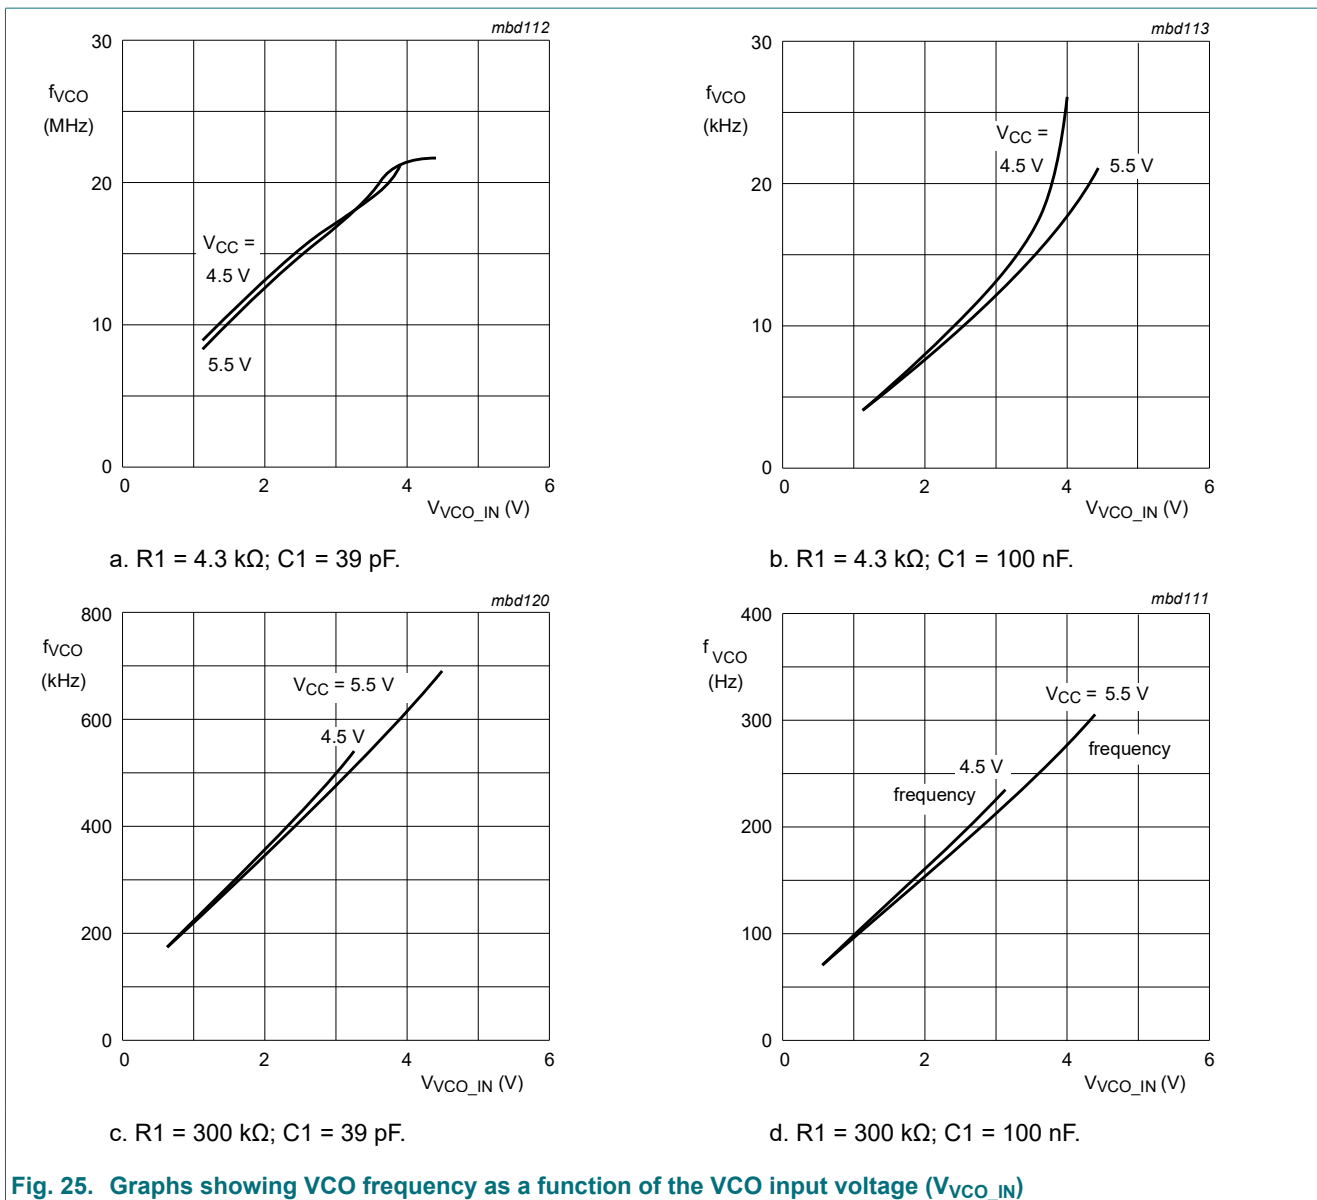 mbd112
30
fVCO
(MHz)
20
VCC =
4.5 V
10
5.5 V
0
0 2 4 6
VVCO_IN (V)
a. R1 = 4.3 kΩ; C1 = 39 pF.
mbd113
30
fVCO
(kHz)
VCC =
4.5 V 5.5 V
20
10
0
0 2 4 6
VVCO_IN (V)
b. R1 = 4.3 kΩ; C1 = 100 nF.
mbd120
800
fVCO
(kHz)
VCC = 5.5 V
600
4.5 V
400
200
0
0 2 4 6
VVCO_IN (V)
c. R1 = 300 kΩ; C1 = 39 pF.
mbd111
400
f VCO
(Hz)
VCC = 5.5 V
300
frequency
4.5 V
frequency
200
100
0
0 2 4 6
VVCO_IN (V)
d. R1 = 300 kΩ; C1 = 100 nF.
Fig. 25. Graphs showing VCO frequency as a function of the VCO input voltage (VVCO_IN)